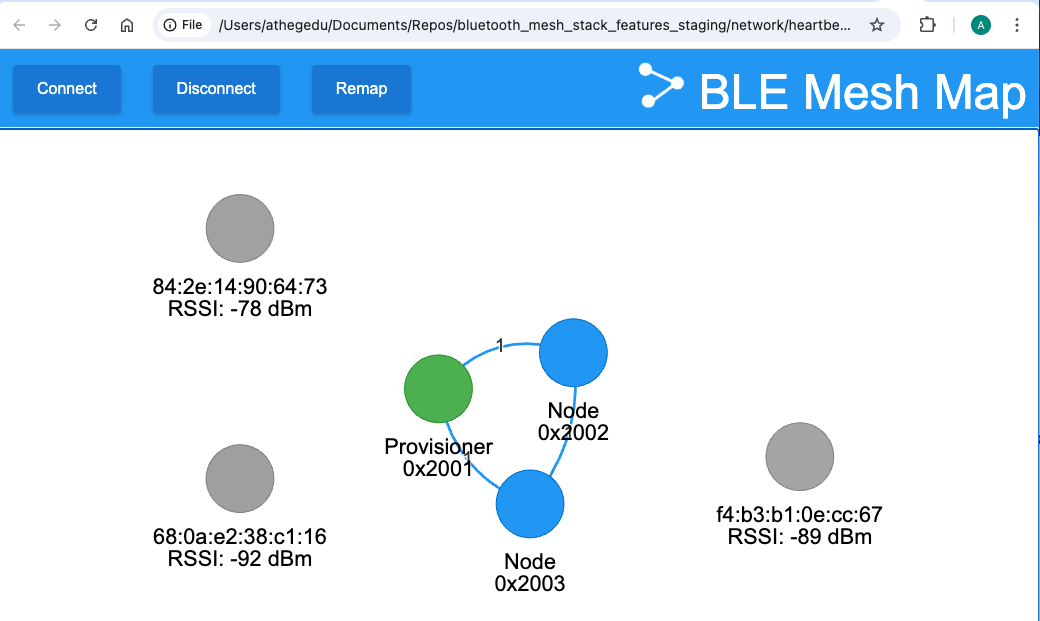 File
/Users/athegedu/Documents/Repos/bluetooth_mesh_stack_features_staging/network/heartbe...
A
Connect
Disconnect
Remap
BLE Mesh Map
84:2e:14:90:64:73
RSSI: -78 dBm
1
Node
0x2002
Provisioner
0x2001
1
68:0a:e2:38:c1:16
RSSI: -92 dBm
f4:b3:b1:0e:cc:67
RSSI: -89 dBm
Node
0x2003